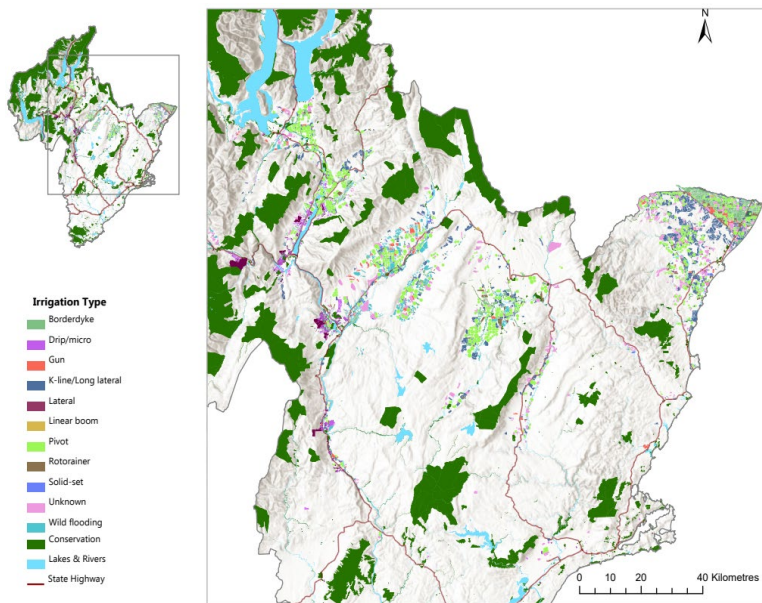 N
Irrigation Type
Borderdyke
Drip/micro
Gun
K-line/Long lateral
Lateral
Linear boom
Pivot
Rotorainer
Solid-set
Unknown
Wild flooding
Conservation
Lakes & Rivers
State Highway
0 10 20 40 Kilometres